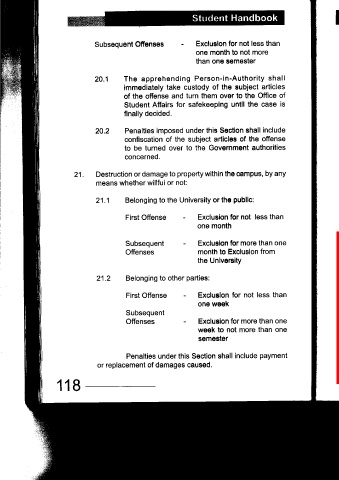 Student Handbook
Subsequent Offenses - Exclusion for not less than
one month to not more
than one semester
20.1 The apprehending Person-in-Authority shall
immediately take custody of the subject articles
of the offense and turn them over to the Office of
Student Affairs for safekeeping until the case is
finally decided.
20.2 Penalties imposed under this Section shall include
confiscation of the subject articles of the offense
to be turned over to the Government authorities
concerned.
21. Destruction or damage to property within the campus, by any
means whether willful or not:
21.1 Belonging to the University or the public:
First Offense - Exclusion for not less than
one month
Subsequent - Exclusion for more than one
Offenses month to Exclusion from
the University
21.2 Belonging to other parties:
First Offense - Exclusion for not less than
one week
Subsequent
Offenses - Exclusion for more than one
week to not more than one
semester
Penalties under this Section shall include payment
or replacement of damages caused.
118